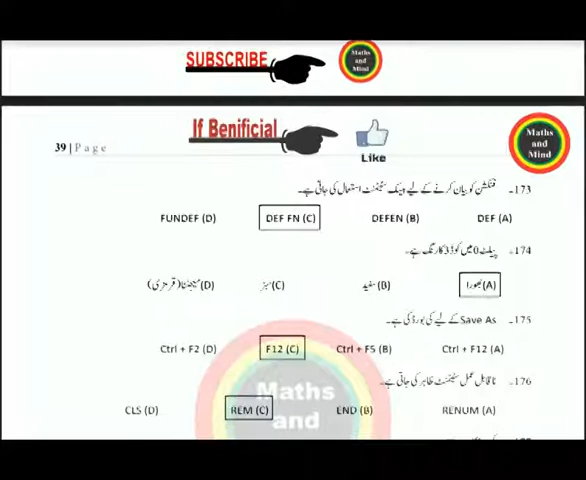 SUBSCRIBE
Maths
and
Mind
If Benificial
Like
Maths
and
Mind
39 | Page
173۔ فنکشن کو بیان کرنے کے لیے بیسک سٹیٹمنٹ استعمال کی جاتی ہے۔
DEF (A) DEFEN (B) DEF FN (C) FUNDEF (D)
174۔ پیلٹ 0 میں کوڈ 3 کا رنگ ہے۔
(A) بھورا (B) سفید (C) سبز (D) میجنٹا (قرمزی)
175۔ Save As کے لیے کی بورڈ کی ہے۔
Ctrl + F12 (A) Ctrl + F5 (B) F12 (C) Ctrl + F2 (D)
176۔ ناقابل عمل سٹیٹمنٹ ظاہر کی جاتی ہے۔
RENUM (A) END (B) REM (C) CLS (D)
Maths
and